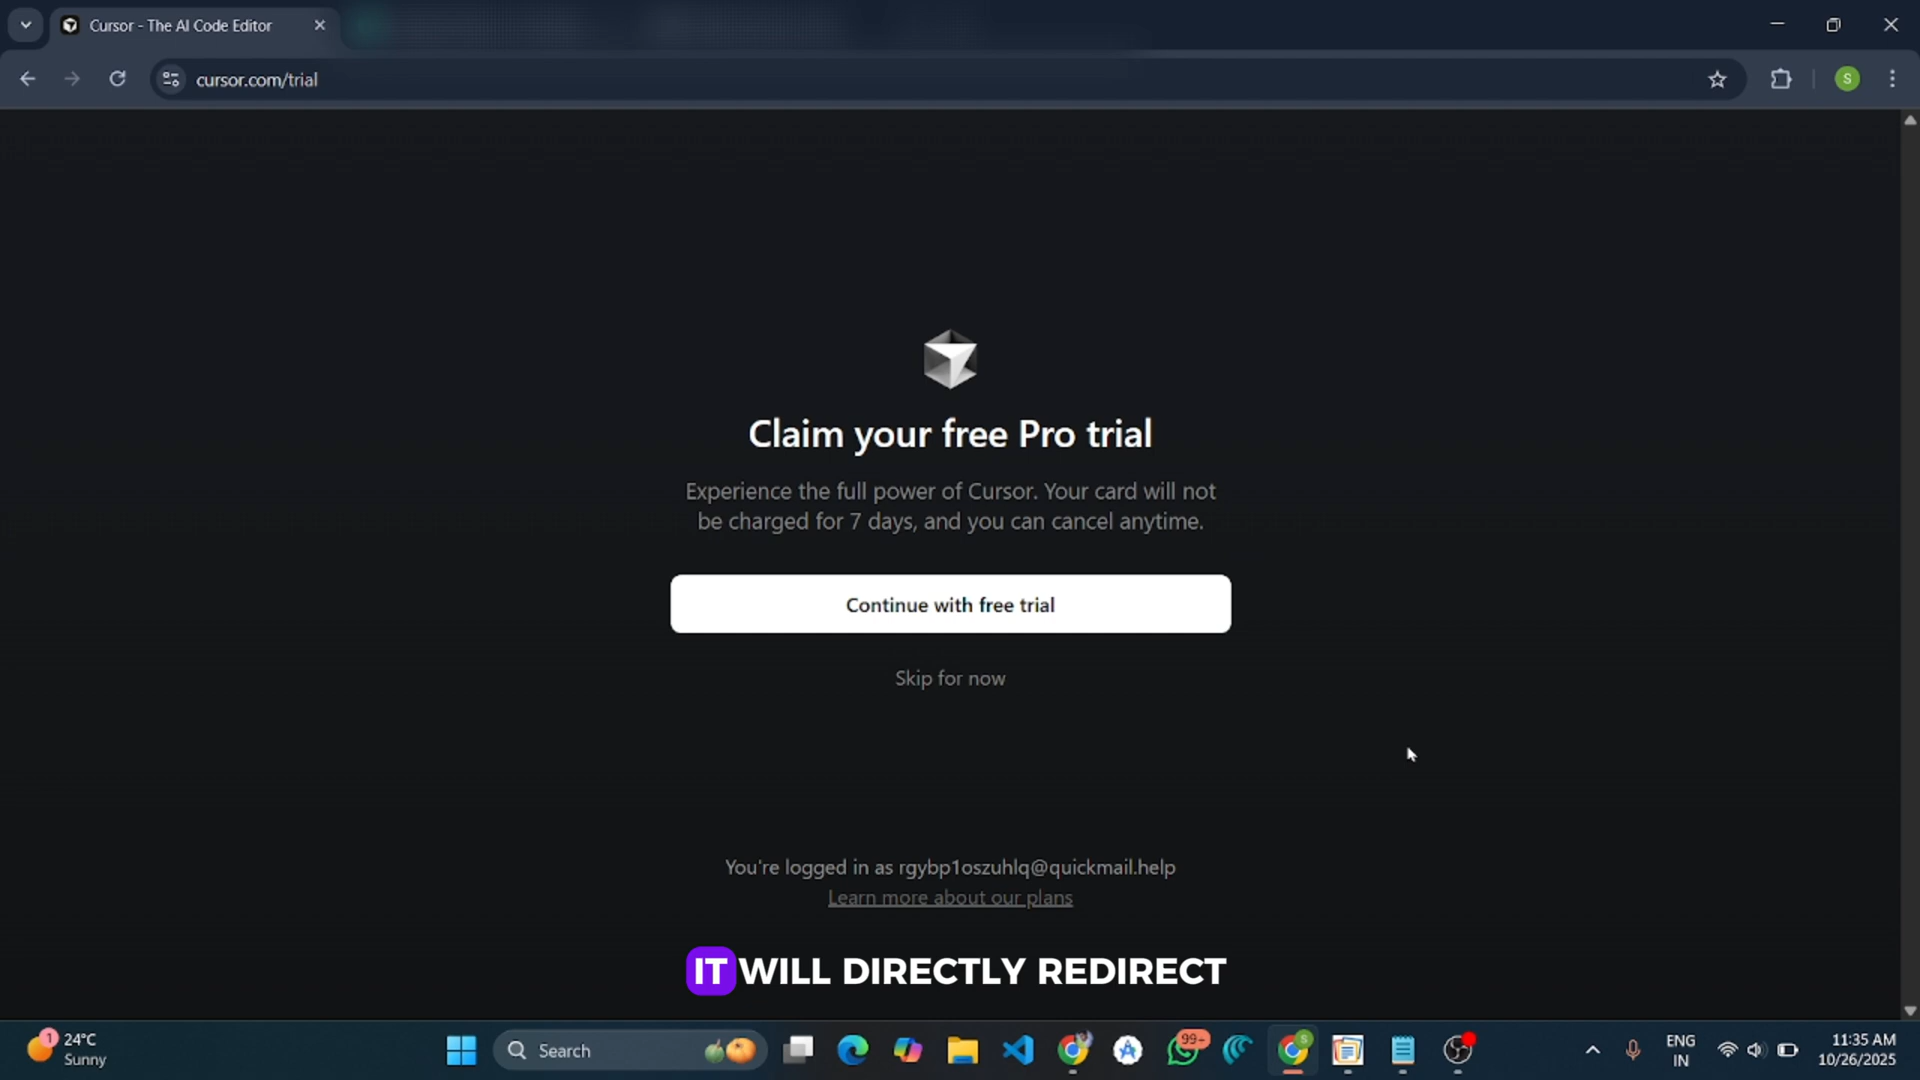 Cursor - The AI Code Editor
cursor.com/trial
S
Claim your free Pro trial
Experience the full power of Cursor. Your card will not
be charged for 7 days, and you can cancel anytime.
Continue with free trial
Skip for now
You're logged in as rgybp1oszuhlq@quickmail.help
Learn more about our plans
IT WILL DIRECTLY REDIRECT
1
24°C
Sunny
Search
99+
S
ENG
IN
11:35 AM
10/26/2025